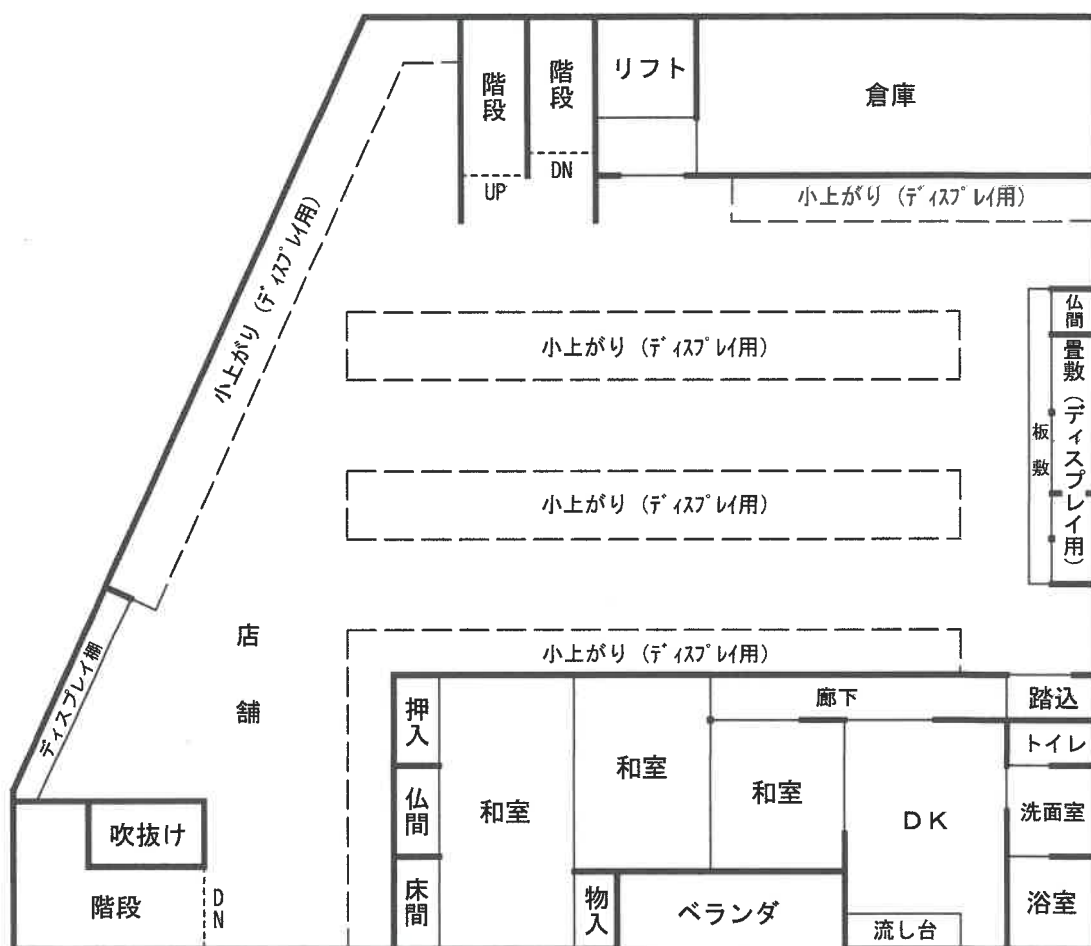 階段
階段
リフト
倉庫
UP
DN
小上がり（ディスプレイ用）
小上がり（ディスプレイ用）
小上がり（ディスプレイ用）
仏間
畳敷（ディスプレイ用）
板敷
小上がり（ディスプレイ用）
店舗
小上がり（ディスプレイ用）
ディスプレイ棚
押入
廊下
踏込
トイレ
和室
和室
和室
仏間
DK
洗面室
吹抜け
階段
DN
床間
物入
ベランダ
流し台
浴室